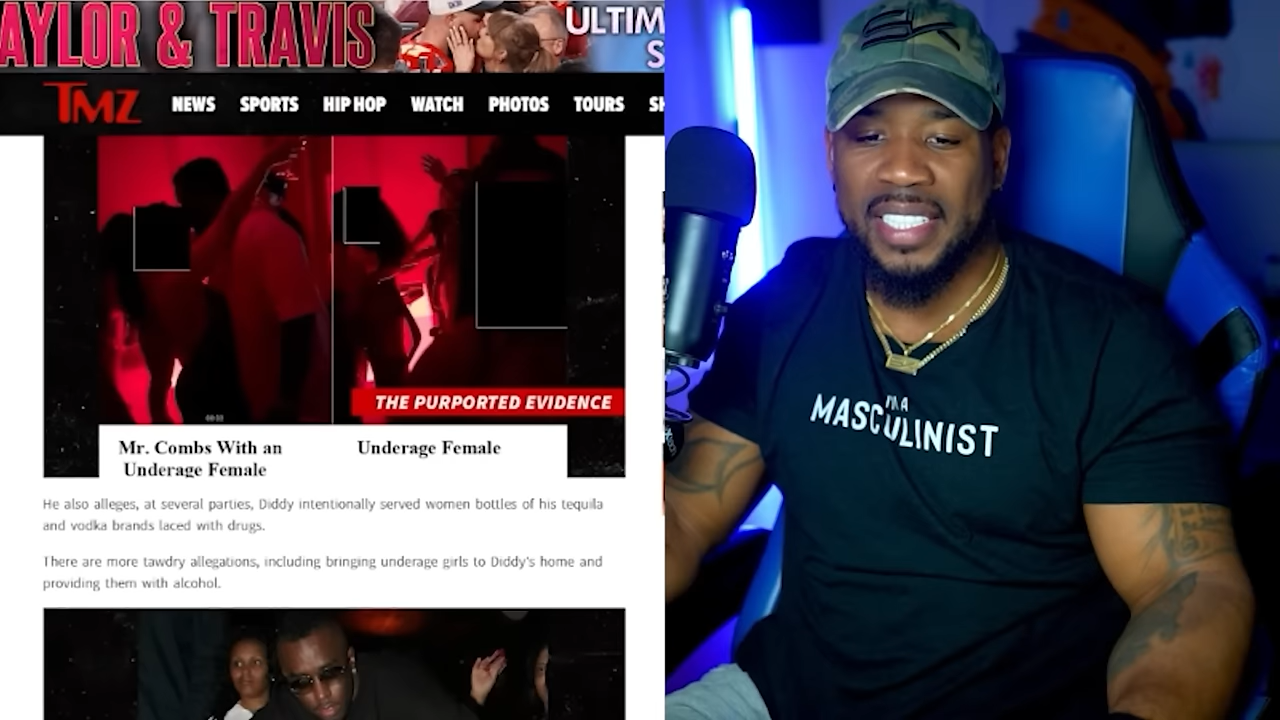 AYLOR & TRAVIS
ULTIM
S
TMZ
NEWS SPORTS HIP HOP WATCH PHOTOS TOURS SH
THE PURPORTED EVIDENCE
Mr. Combs With an
Underage Female
Underage Female
He also alleges, at several parties, Diddy intentionally served women bottles of his tequila
and vodka brands laced with drugs.
There are more tawdry allegations, including bringing underage girls to Diddy's home and
providing them with alcohol.
I'M A
MASCULINIST